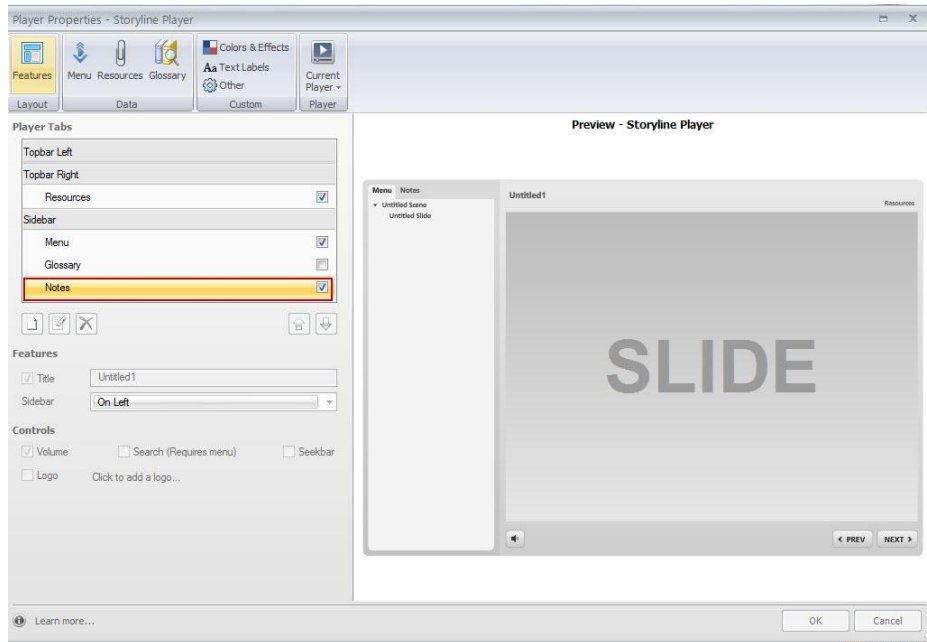 Player Properties - Storyline Player
X
Features
Menu Resources Glossary
Colors & Effects
Aa Text Labels
Other
Current
Player
Layout
Data
Custom
Player
Player Tabs
Topbar Left
Topbar Right
Resources
Sidebar
Menu
Glossary
Notes
Features
Title
Untitled1
Sidebar
On Left
Controls
Volume
Search (Requires menu)
Seekbar
Logo
Click to add a logo...
Preview - Storyline Player
Menu Notes
Untitled Scene
Untitled Slide
Untitled1
Resources
SLIDE
< PREV
NEXT >
Learn more...
OK
Cancel